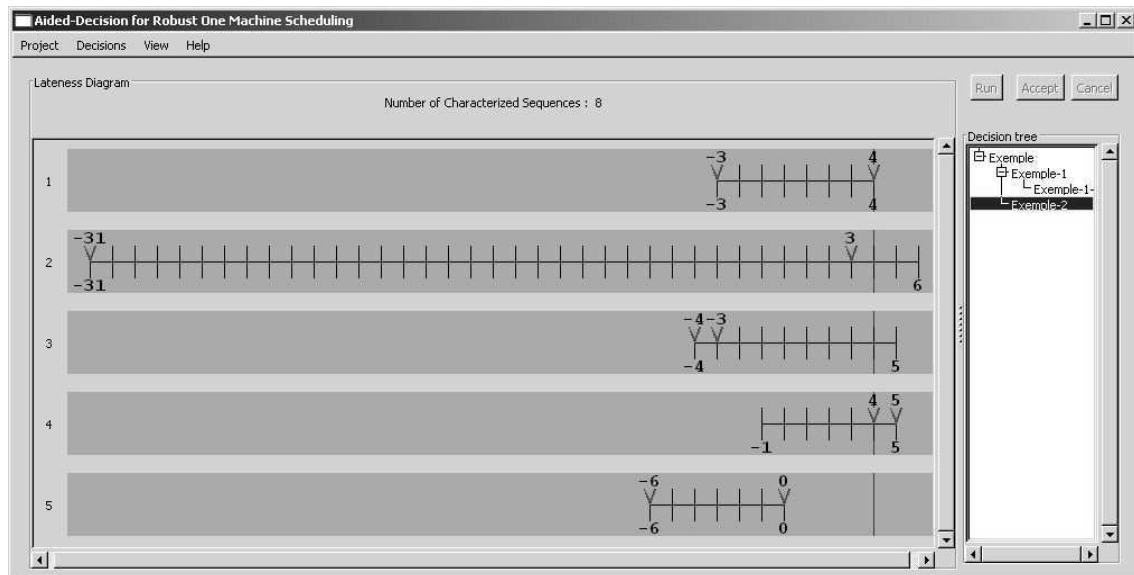 Aided-Decision for Robust One Machine Scheduling
Project Decisions View Help
Lateness Diagram
Number of Characterized Sequences : 8
Run Accept Cancel
Decision tree
Exemple
Exemple-1
Exemple-1-
Exemple-2
-3 4
1
-3 4
-31 3
2
-31 6
-4 -3
3
-4 5
4 5
4
-1 5
-6 0
5
-6 0